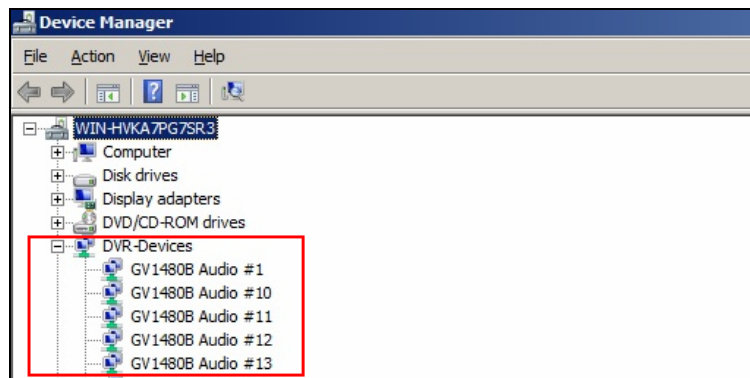 Device Manager
File Action View Help
WIN-HVKA7PG7SR3
Computer
Disk drives
Display adapters
DVD/CD-ROM drives
DVR-Devices
GV1480B Audio #1
GV1480B Audio #10
GV1480B Audio #11
GV1480B Audio #12
GV1480B Audio #13